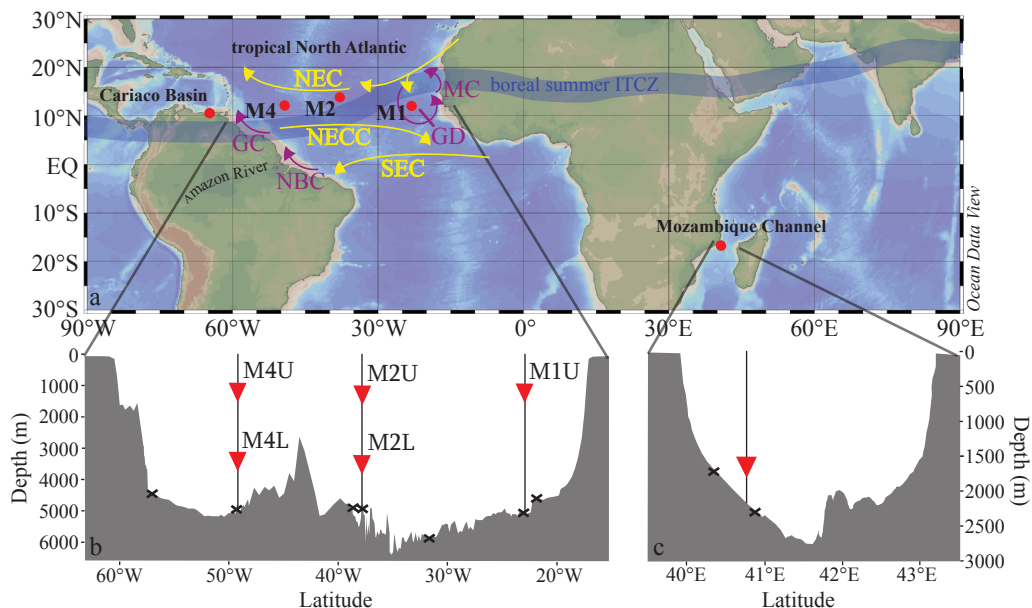 30°N
20°N
10°N
EQ
10°S
20°S
30°S
tropical North Atlantic
NEC
boreal summer ITCZ
MC
Cariaco Basin
M4
M2
M1
GC
NECC
GD
NBC
SEC
Amazon River
Mozambique Channel
Ocean Data View
a
90°W
60°W
30°W
0°E
30°E
60°E
90°E
0
1000
2000
3000
4000
5000
6000
Depth (m)
M4U
M2U
M1U
M4L
M2L
b
60°W
50°W
40°W
30°W
20°W
Latitude
0
500
1000
1500
2000
2500
3000
Depth (m)
c
40°E
41°E
42°E
43°E
Latitude